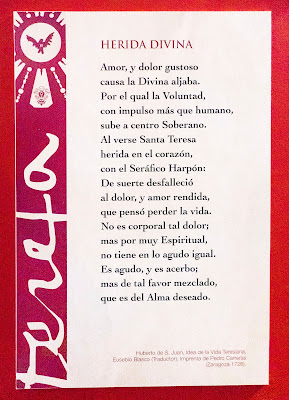 HERIDA DIVINA
Amor, y dolor gustoso
causa la Divina aljaba.
Por el qual la Voluntad,
con impulso más que humano,
sube a centro Soberano.
Al verse Santa Teresa
herida en el corazón,
con el Seráfico Harpón:
De suerte desfalleció
al dolor, y amor rendida,
que pensó perder la vida.
No es corporal tal dolor;
mas por muy Espiritual,
no tiene en lo agudo igual.
Es agudo, y es acerbo;
mas de tal favor mezclado,
que es del Alma deseado.
Huberto de S. Juan, Idea de la Vida Teresiana,
Eusebio Blasco (Traductor), Imprenta de Pedro Carreras
(Zaragoza 1728).
Teresa